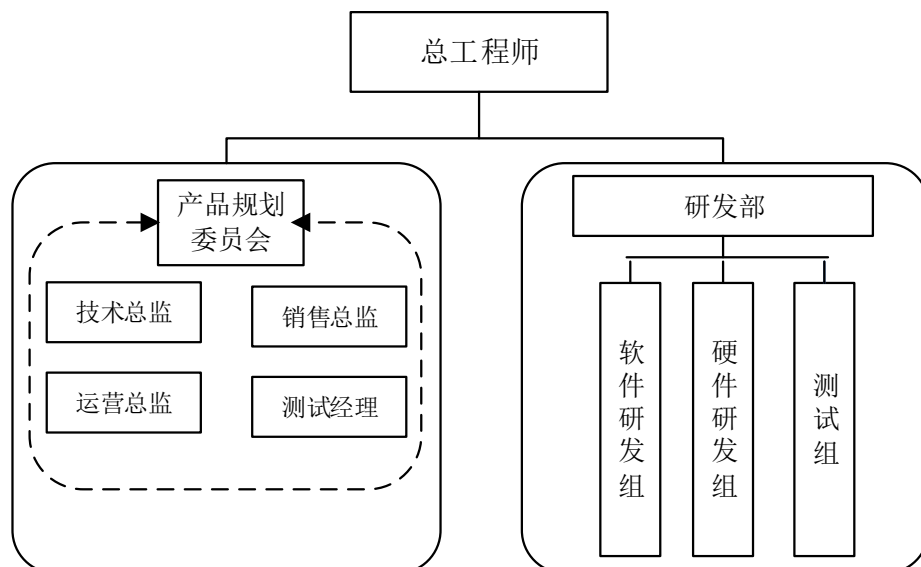 总工程师
产品规划
委员会
技术总监
销售总监
运营总监
测试经理
研发部
软件研发组
硬件研发组
测试组